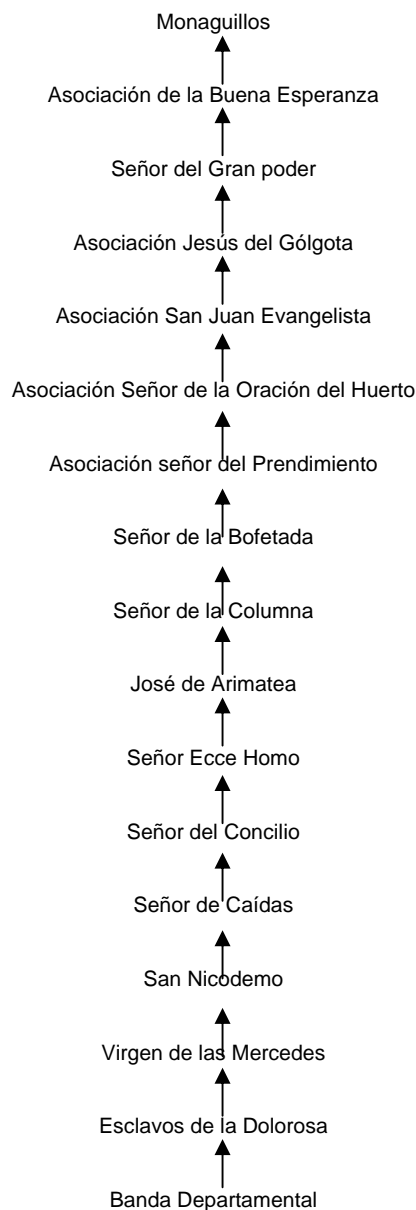 Monaguillos
Asociación de la Buena Esperanza
Señor del Gran poder
Asociación Jesús del Gólgota
Asociación San Juan Evangelista
Asociación Señor de la Oración del Huerto
Asociación señor del Prendimiento
Señor de la Bofetada
Señor de la Columna
José de Arimatea
Señor Ecce Homo
Señor del Concilio
Señor de Caídas
San Nicodemo
Virgen de las Mercedes
Esclavos de la Dolorosa
Banda Departamental